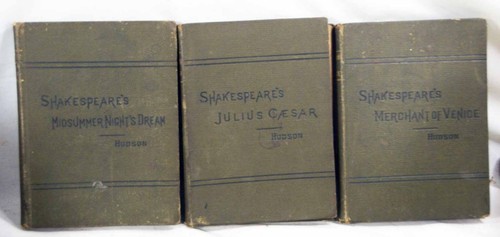 SHAKESPEARE'S
MIDSUMMER NIGHT'S DREAM
HUDSON
SHAKESPEARE'S
JULIUS CÆSAR
HUDSON
SHAKESPEARE'S
MERCHANT OF VENICE
HUDSON